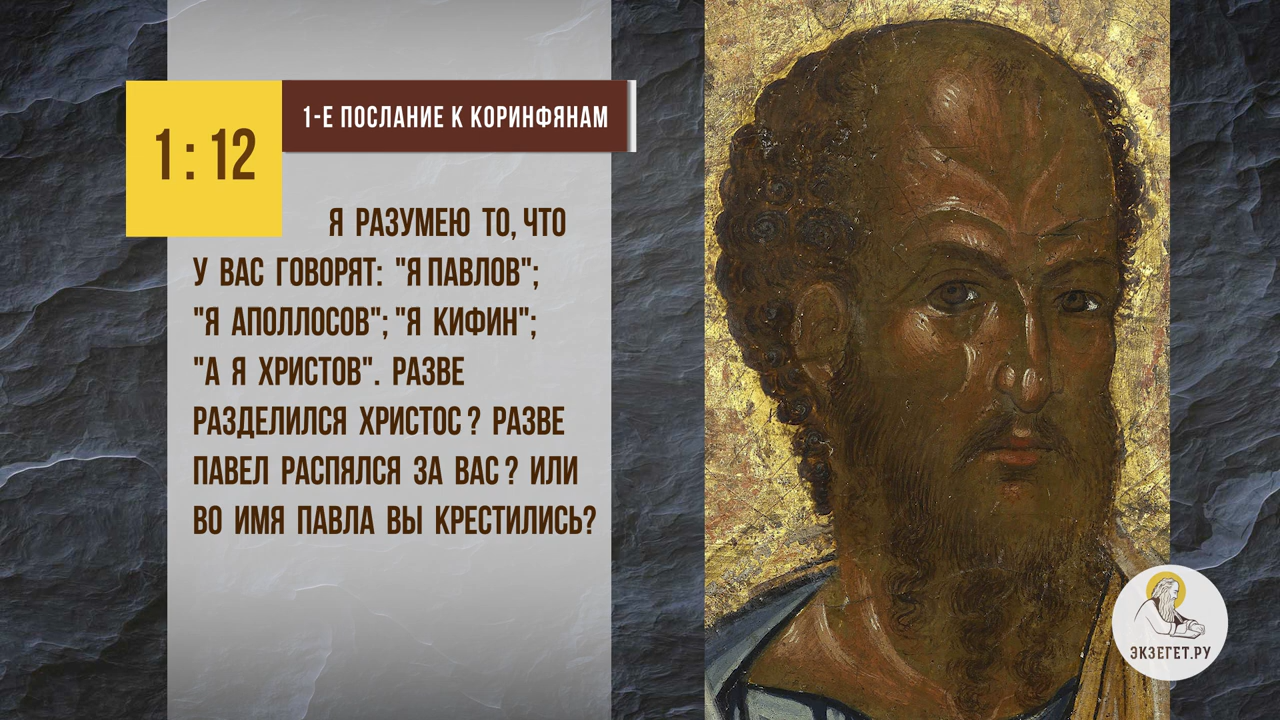 1 : 12
1-Е ПОСЛАНИЕ К КОРИНФЯНАМ
Я РАЗУМЕЮ ТО, ЧТО
У ВАС ГОВОРЯТ: "Я ПАВЛОВ";
"Я АПОЛЛОСОВ"; "Я КИФИН";
"А Я ХРИСТОВ". РАЗВЕ
РАЗДЕЛИЛСЯ ХРИСТОС ? РАЗВЕ
ПАВЕЛ РАСПЯЛСЯ ЗА ВАС ? ИЛИ
ВО ИМЯ ПАВЛА ВЫ КРЕСТИЛИСЬ?
ЭКЗЕГЕТ.РУ